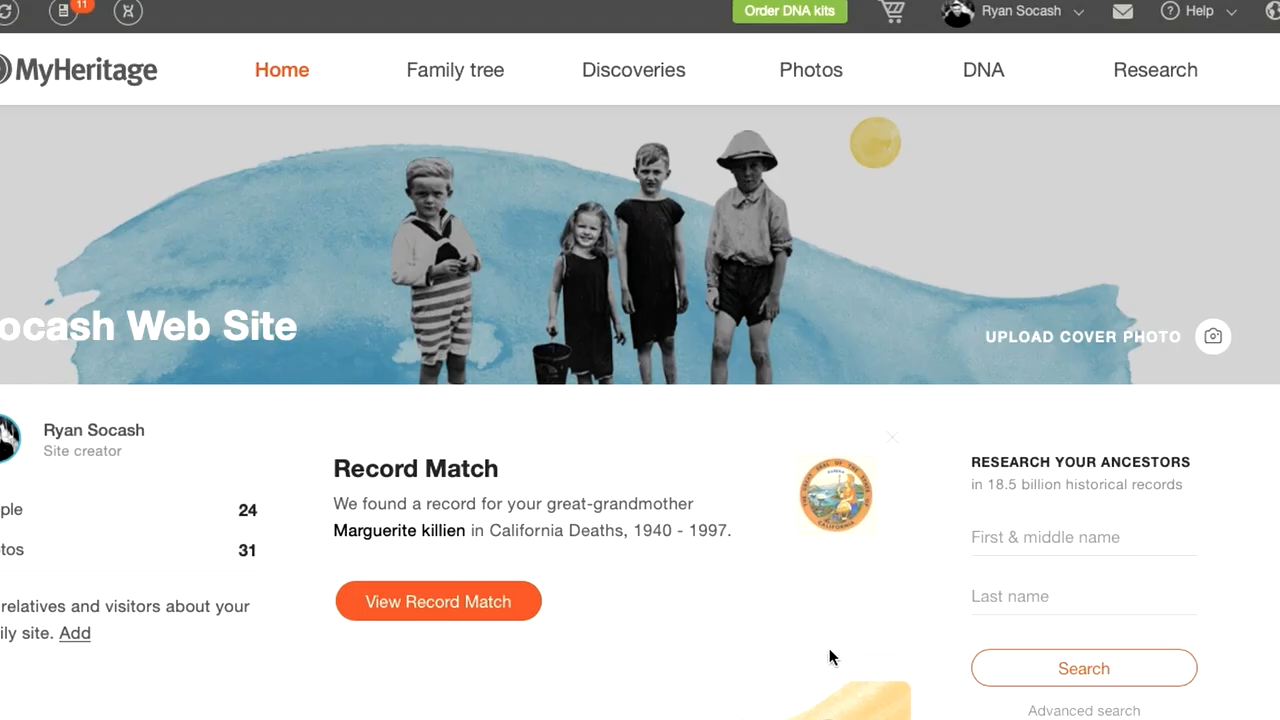 11
Order DNA kits
Ryan Socash
Help
MyHeritage
Home
Family tree
Discoveries
Photos
DNA
Research
ocash Web Site
UPLOAD COVER PHOTO
Ryan Socash
Site creator
ple 24
tos 31
relatives and visitors about your
ily site. Add
Record Match
We found a record for your great-grandmother
Marguerite killien in California Deaths, 1940 - 1997.
View Record Match
RESEARCH YOUR ANCESTORS
in 18.5 billion historical records
First & middle name
Last name
Search
Advanced search